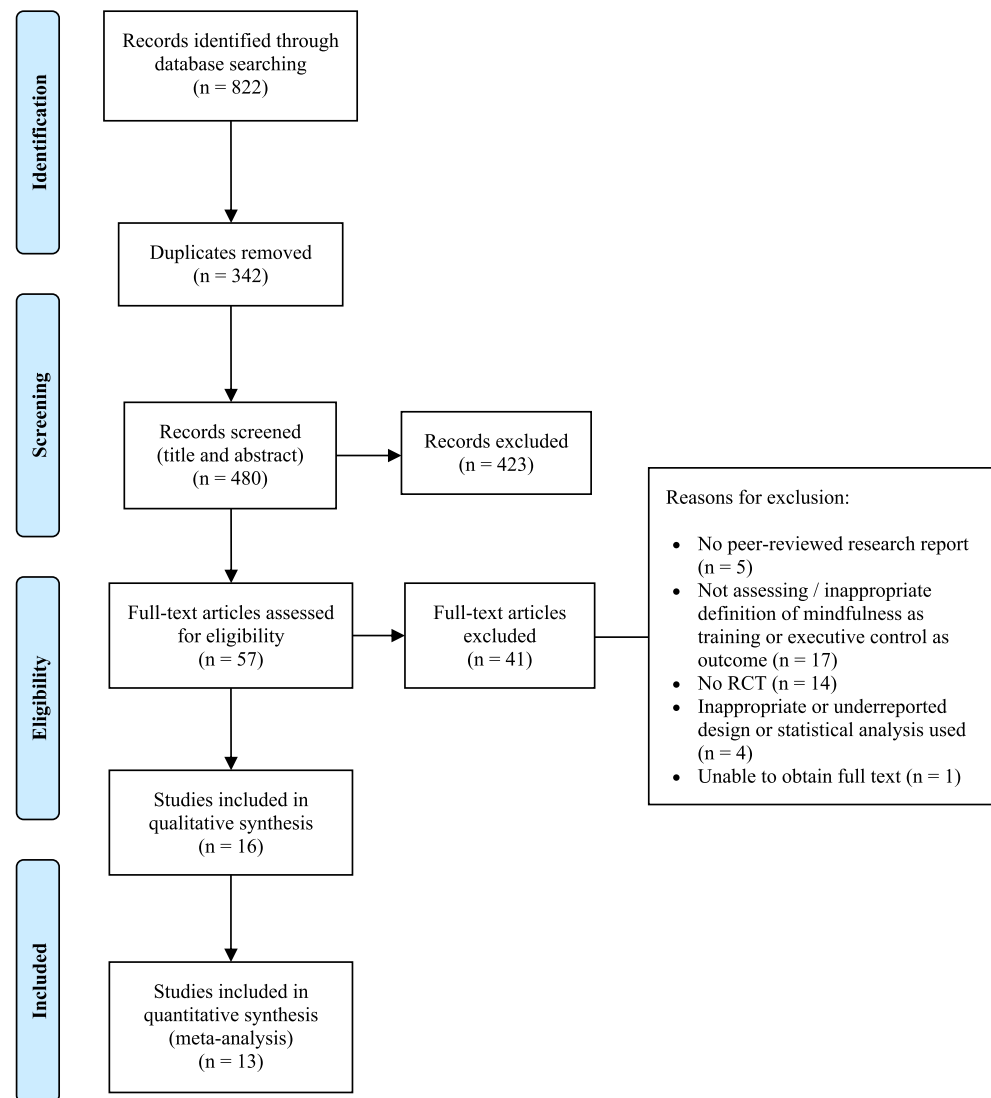 Identification
Records identified through
database searching
(n = 822)
Duplicates removed
(n = 342)
Screening
Records screened
(title and abstract)
(n = 480)
Records excluded
(n = 423)
Eligibility
Full-text articles assessed
for eligibility
(n = 57)
Full-text articles
excluded
(n = 41)
Reasons for exclusion:
• No peer-reviewed research report
(n = 5)
• Not assessing / inappropriate
definition of mindfulness as
training or executive control as
outcome (n = 17)
• No RCT (n = 14)
• Inappropriate or underreported
design or statistical analysis used
(n = 4)
• Unable to obtain full text (n = 1)
Studies included in
qualitative synthesis
(n = 16)
Included
Studies included in
quantitative synthesis
(meta-analysis)
(n = 13)